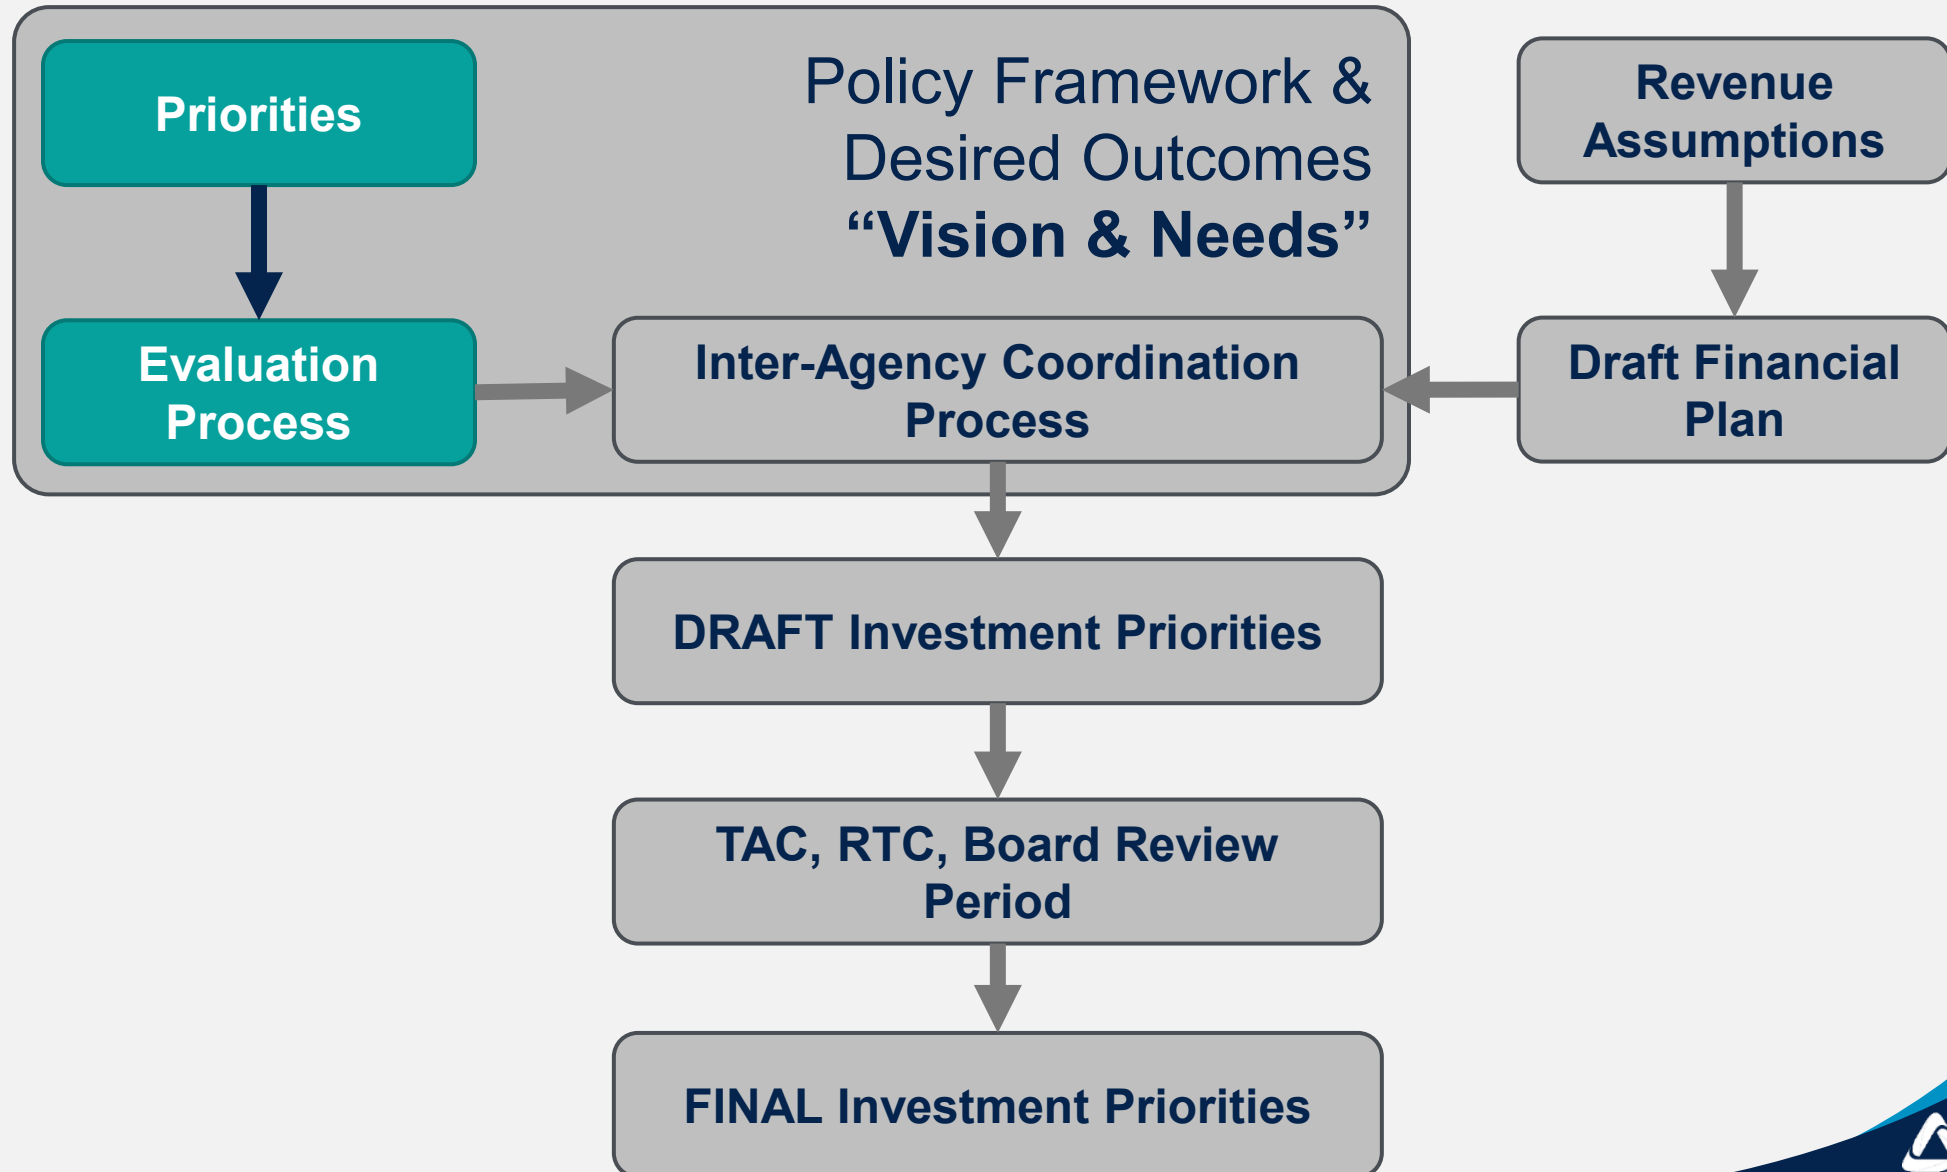 Priorities
Policy Framework &
Desired Outcomes
“Vision & Needs”
Revenue
Assumptions
Evaluation
Process
Inter-Agency Coordination
Process
Draft Financial
Plan
DRAFT Investment Priorities
TAC, RTC, Board Review
Period
FINAL Investment Priorities